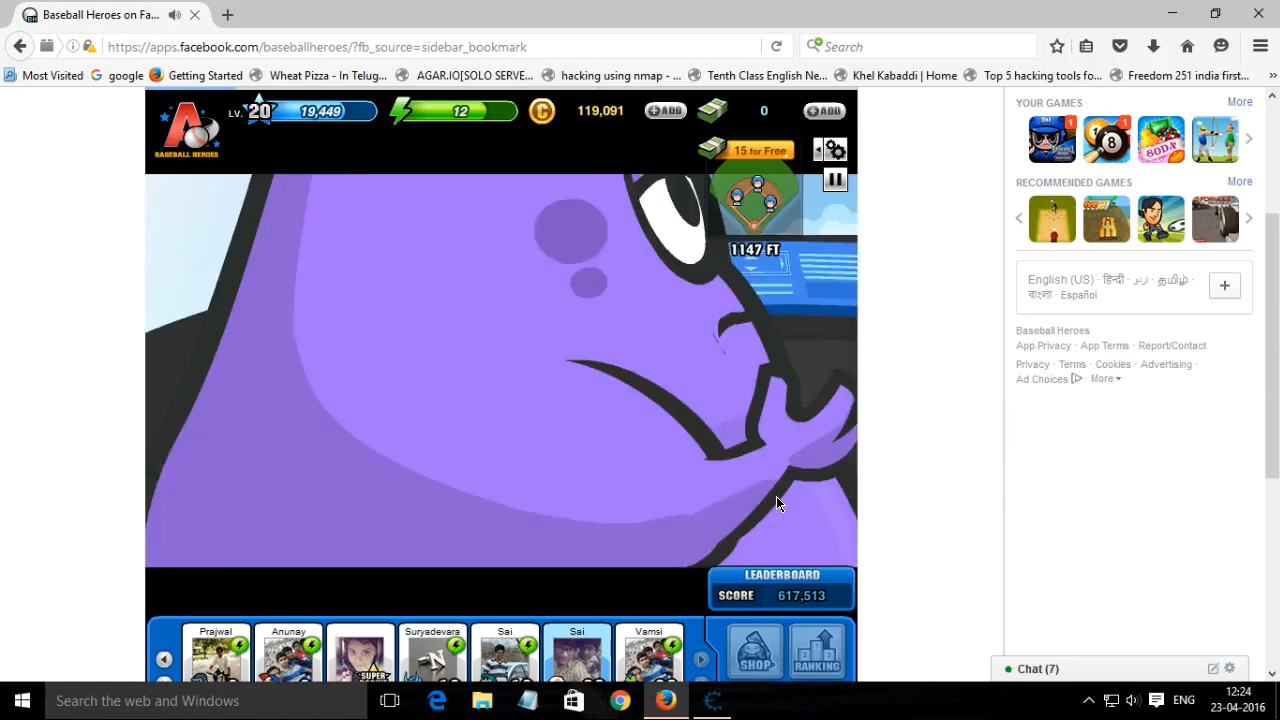 Baseball Heroes on Fa...
https://apps.facebook.com/baseballheroes/?fb_source=sidebar_bookmark
Search
Most Visited
google
Getting Started
Wheat Pizza - In Telug...
AGAR.IO[SOLO SERVE...
hacking using nmap - ...
Tenth Class English Ne...
Khel Kabaddi | Home
Top 5 hacking tools fo...
Freedom 251 india first...
BASEBALL HEROES
LV. 20 19,449
12
C
119,091
+ADD
0
+ADD
15 for Free
1147 FT
LEADERBOARD
SCORE 617,513
Prajwal
Anunay
Suryadevara
Sai
Sai
Vamsi
SUPER
SHOP
RANKING
YOUR GAMES
More
RECOMMENDED GAMES
More
English (US) · हिन्दी · اردو · தமிழ் ·
বাংলা · Español
Baseball Heroes
App Privacy · App Terms · Report/Contact
Privacy · Terms · Cookies · Advertising ·
Ad Choices · More
Chat (7)
Search the web and Windows
ENG
12:24
23-04-2016